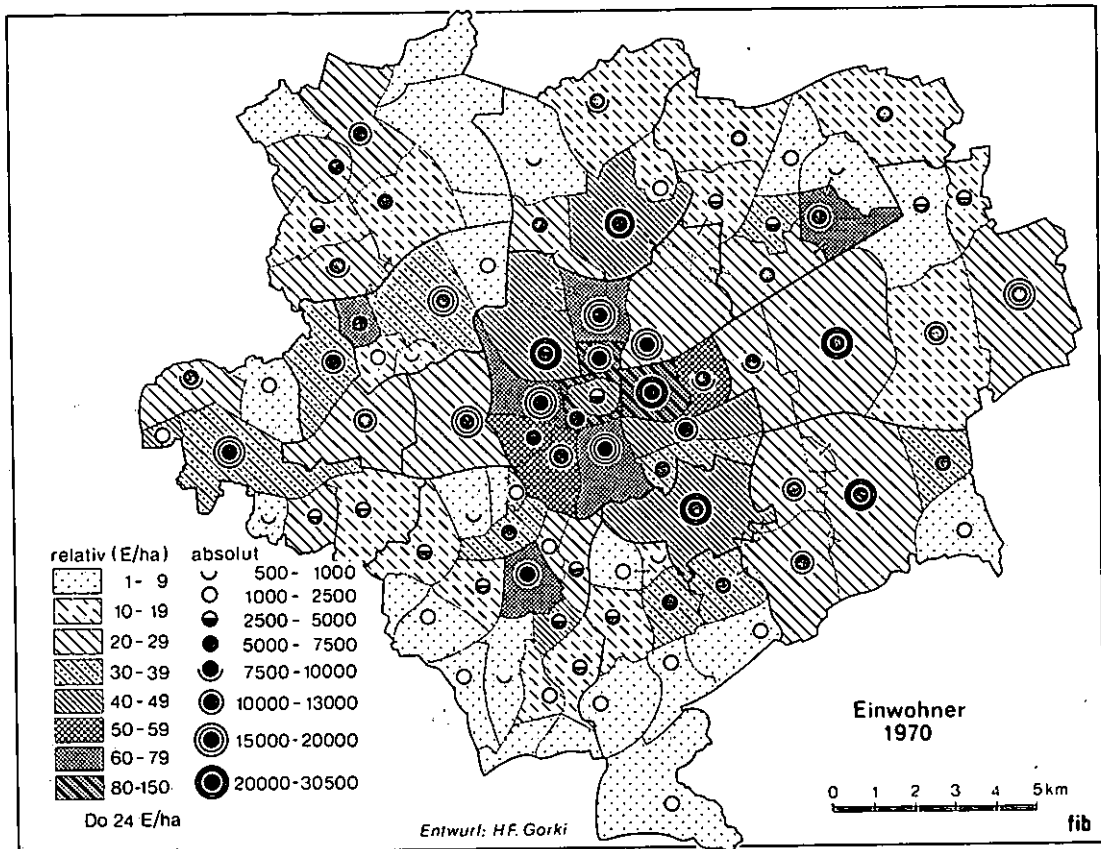 relativ (E/ha) absolut
1- 9 500 - 1000
10-19 1000 - 2500
20-29 2500 - 5000
30-39 5000 - 7500
40-49 7500 - 10000
50-59 10000 - 13000
60-79 15000 - 20000
80-150 20000 - 30500
Do 24 E/ha
Entwurf: H.F. Gorki
Einwohner
1970
0 1 2 3 4 5 km
fib